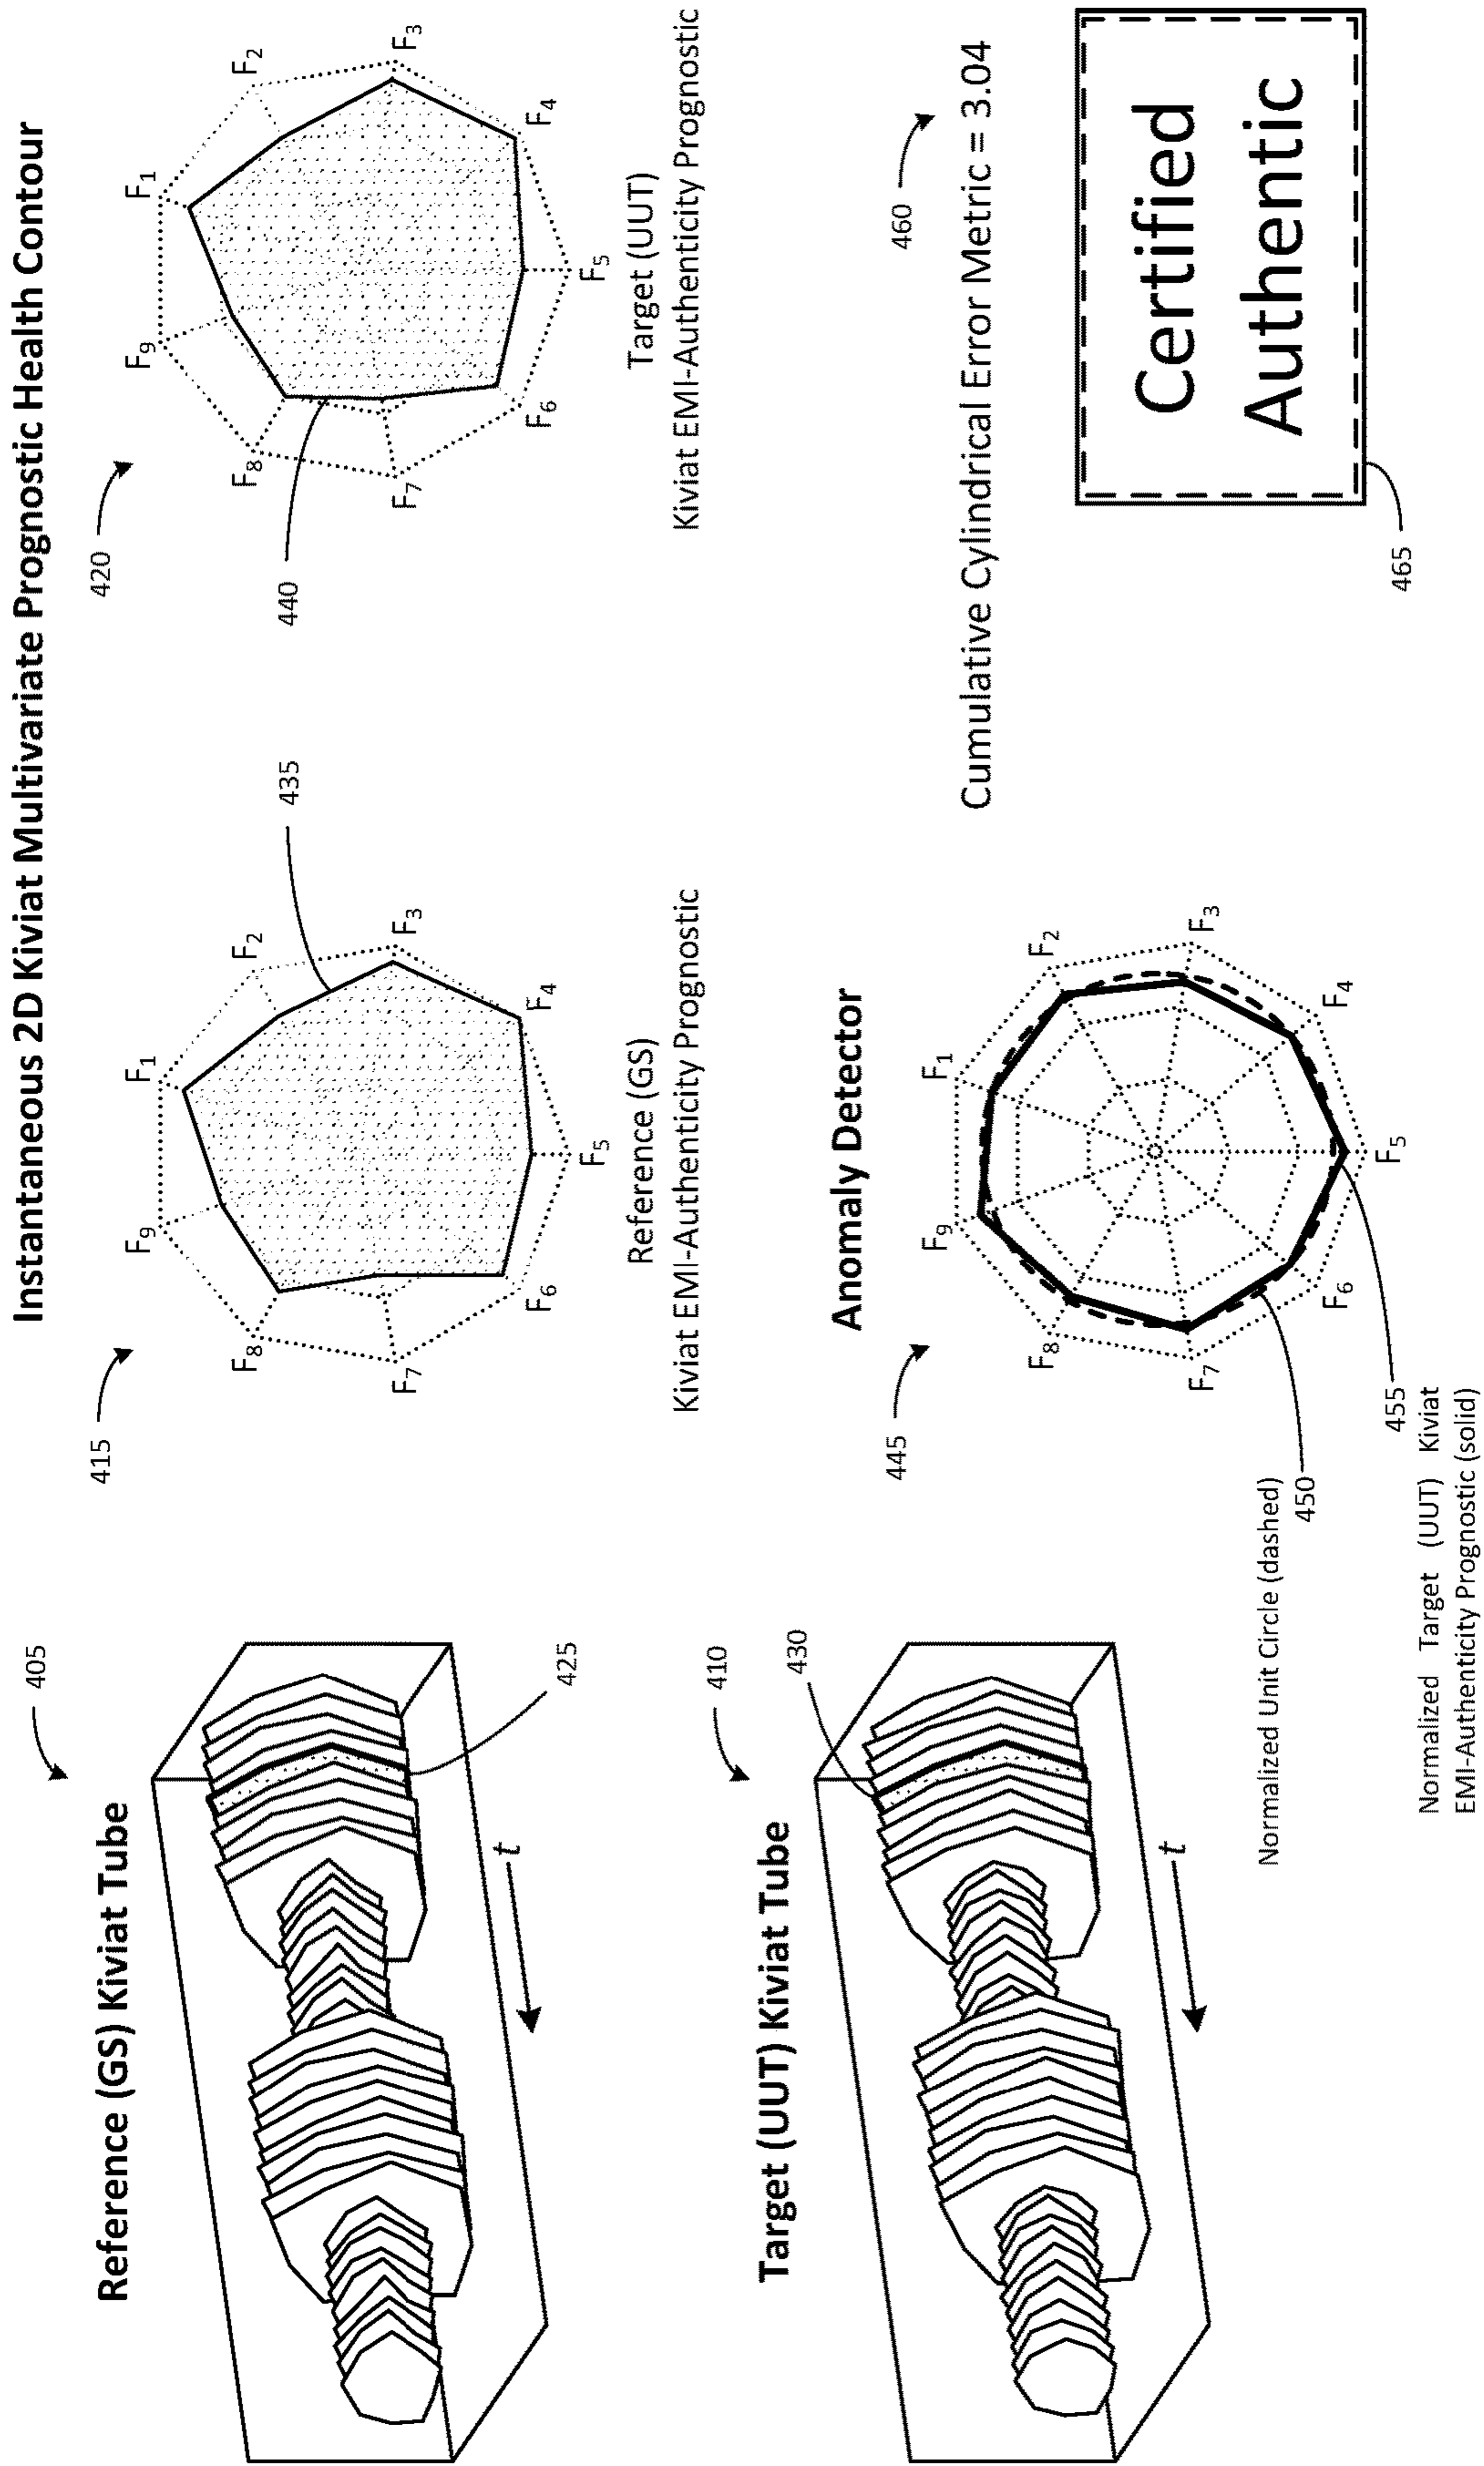 Instantaneous 2D Kiviat Multivariate Prognostic Health Contour
405
Reference (GS) Kiviat Tube
425
t
415
F1
F2
F3
F4
F5
F6
F7
F8
F9
435
Reference (GS)
Kiviat EMI-Authenticity Prognostic
420
F1
F2
F3
F4
F5
F6
F7
F8
F9
440
Target (UUT)
Kiviat EMI-Authenticity Prognostic
410
Target (UUT) Kiviat Tube
430
t
445
Anomaly Detector
F1
F2
F3
F4
F5
F6
F7
F8
F9
Normalized Unit Circle (dashed)
450
455
Normalized Target (UUT) Kiviat
EMI-Authenticity Prognostic (solid)
460
Cumulative Cylindrical Error Metric = 3.04
Certified
Authentic
465